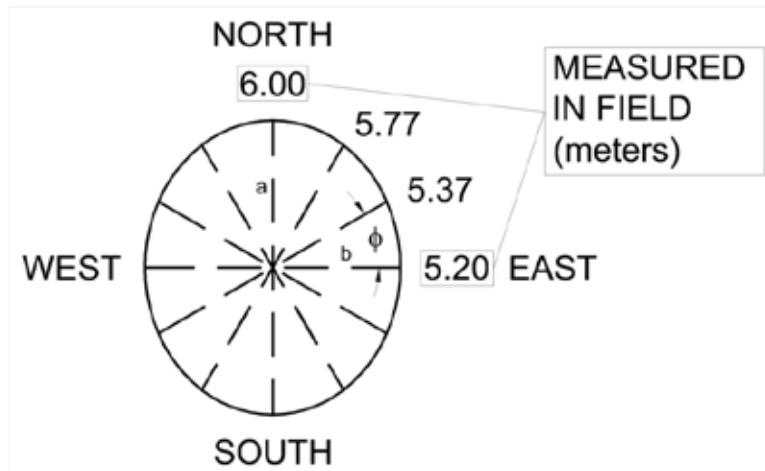 NORTH
6.00
MEASURED
IN FIELD
(meters)
5.77
a
5.37
ϕ
WEST
b
5.20
EAST
SOUTH